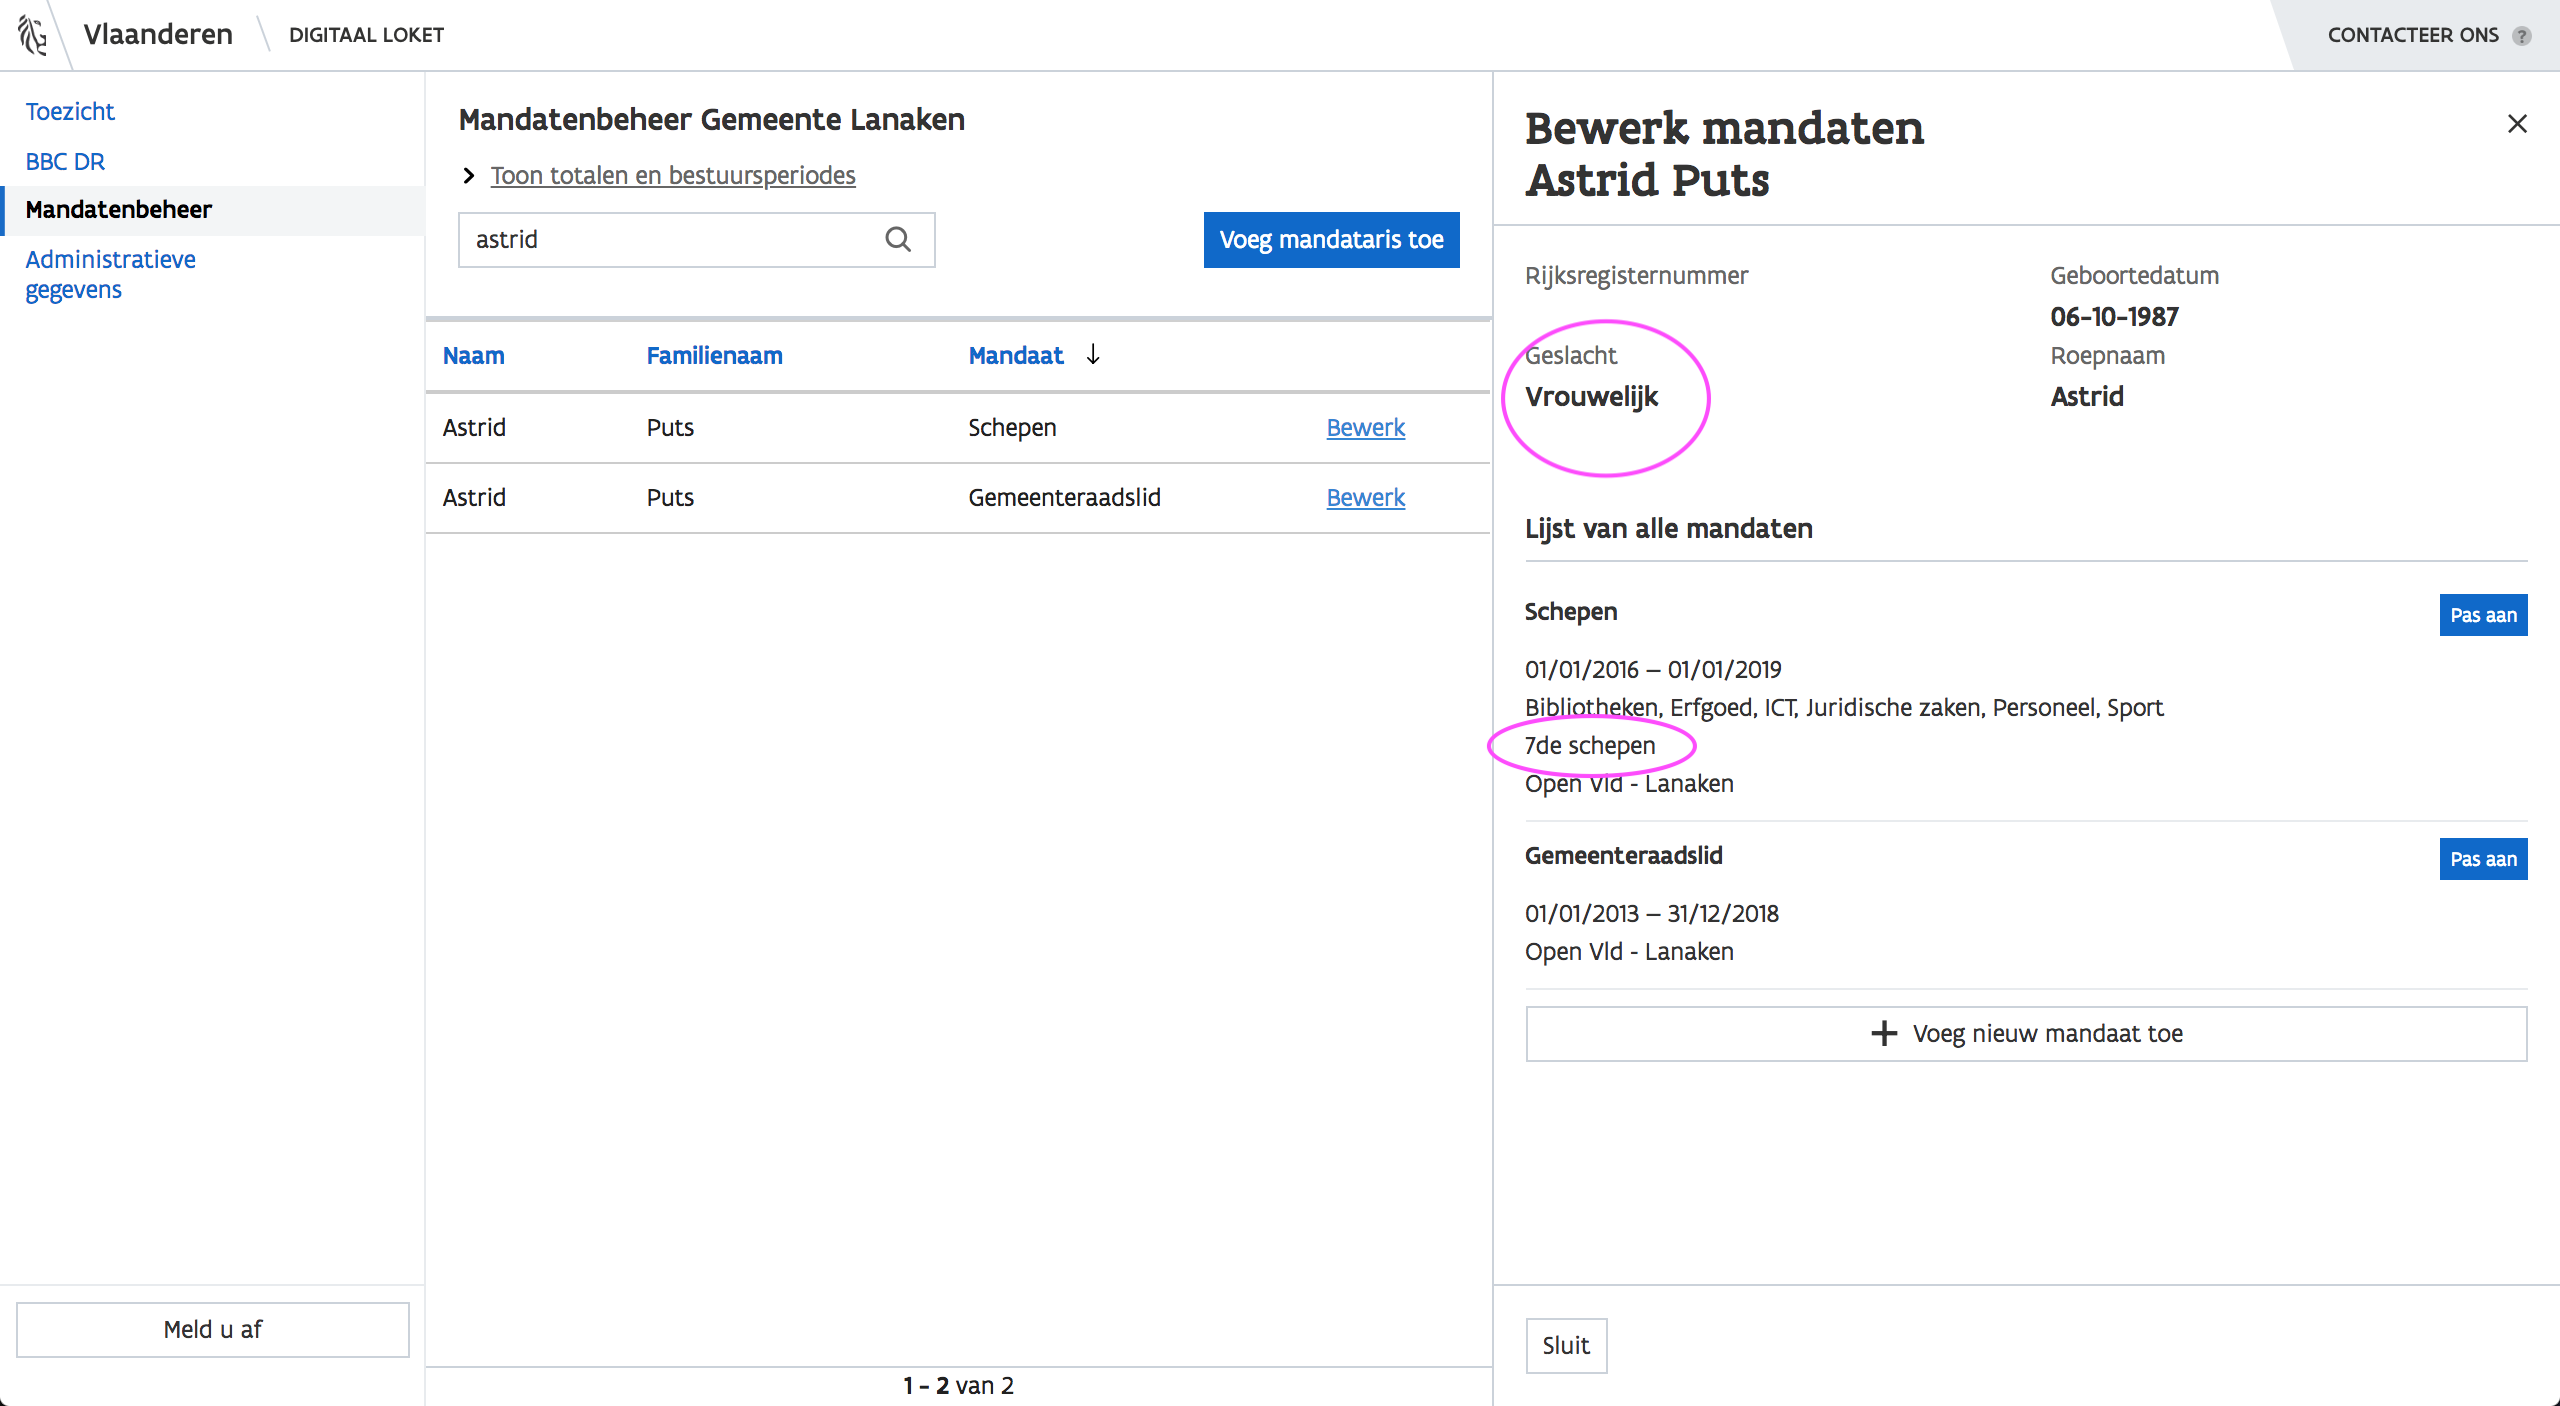 Vlaanderen
DIGITAAL LOKET
CONTACTEER ONS ?
Toezicht
BBC DR
Mandatenbeheer
Administratieve
gegevens
Meld u af
Mandatenbeheer Gemeente Lanaken
Toon totalen en bestuursperiodes
astrid
Voeg mandataris toe
Naam Familienaam Mandaat
Astrid Puts Schepen Bewerk
Astrid Puts Gemeenteraadslid Bewerk
1 - 2 van 2
Bewerk mandaten
Astrid Puts
Rijksregisternummer
Geboortedatum
06-10-1987
Geslacht
Vrouwelijk
Roepnaam
Astrid
Lijst van alle mandaten
Schepen
Pas aan
01/01/2016 – 01/01/2019
Bibliotheken, Erfgoed, ICT, Juridische zaken, Personeel, Sport
7de schepen
Open Vld - Lanaken
Gemeenteraadslid
Pas aan
01/01/2013 – 31/12/2018
Open Vld - Lanaken
Voeg nieuw mandaat toe
Sluit